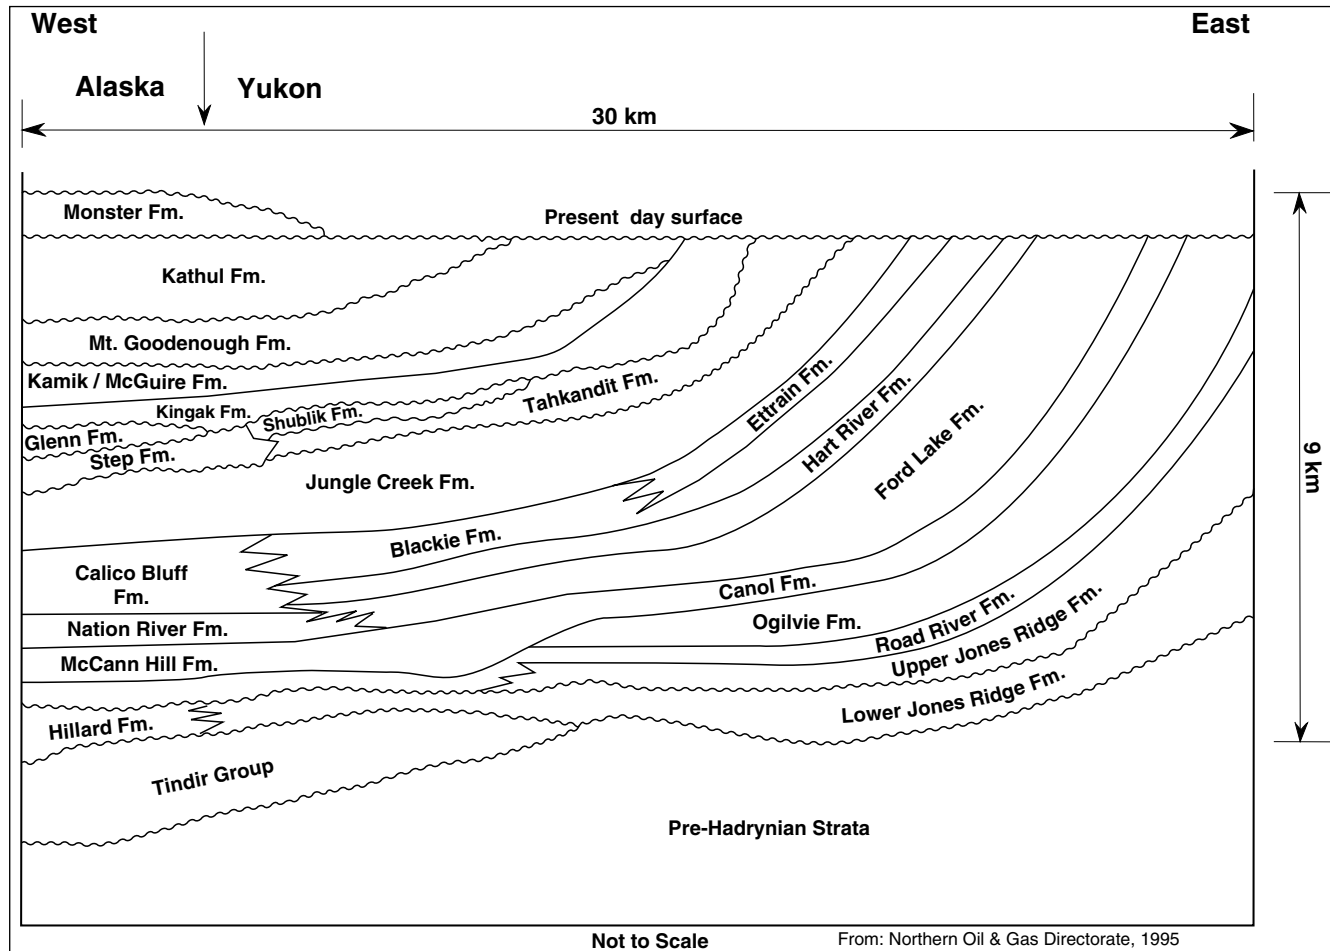 West
East
Alaska
Yukon
30 km
Monster Fm.
Present day surface
Kathul Fm.
Mt. Goodenough Fm.
Kamik / McGuire Fm.
Kingak Fm.
Shublik Fm.
Tahkandit Fm.
Glenn Fm.
Step Fm.
Ettrain Fm.
Hart River Fm.
Ford Lake Fm.
9 km
Jungle Creek Fm.
Blackie Fm.
Calico Bluff
Fm.
Canol Fm.
Nation River Fm.
Ogilvie Fm.
Road River Fm.
McCann Hill Fm.
Upper Jones Ridge Fm.
Lower Jones Ridge Fm.
Hillard Fm.
Tindir Group
Pre-Hadrynian Strata
Not to Scale
From: Northern Oil & Gas Directorate, 1995